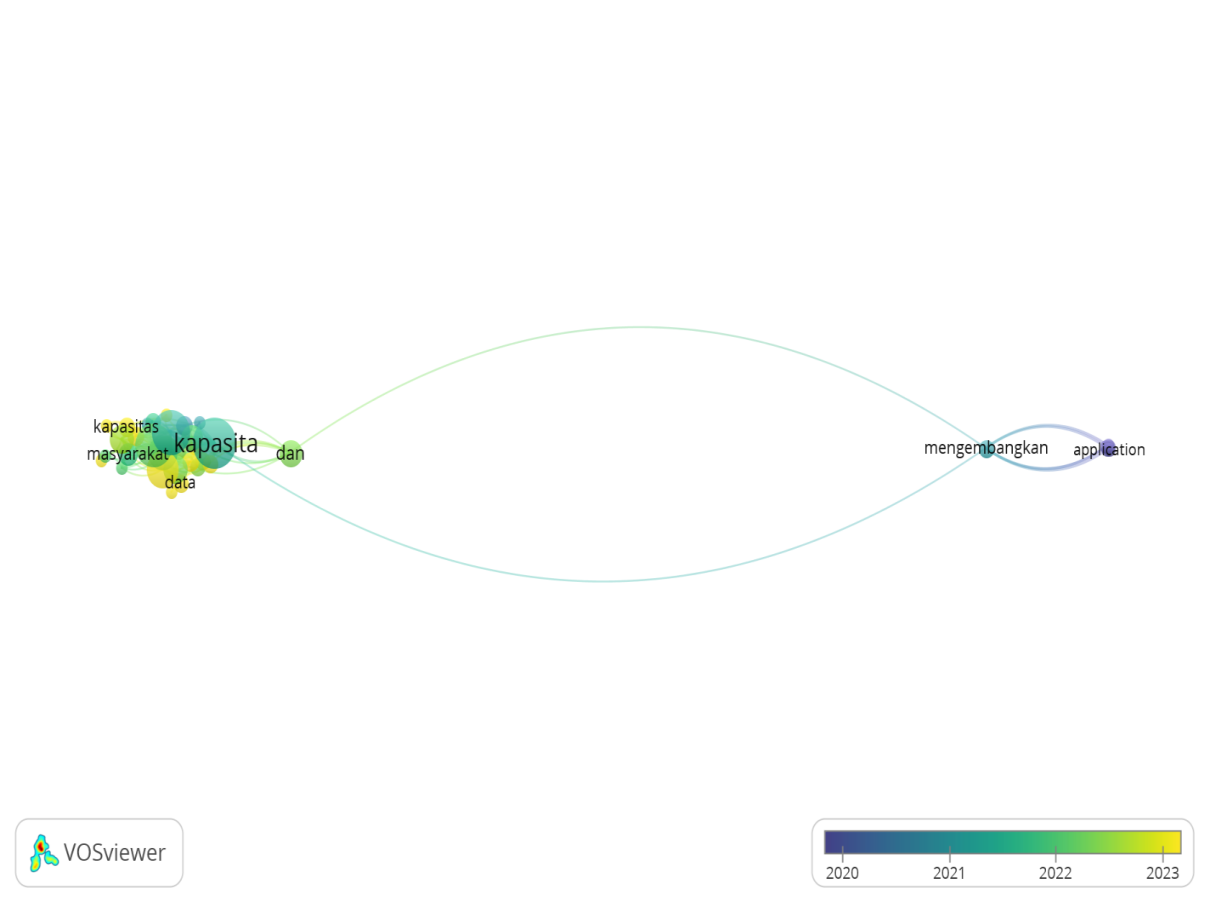 kapasitas
kapasita
masyarakat
dan
data
mengembangkan
application
VOSviewer
2020
2021
2022
2023